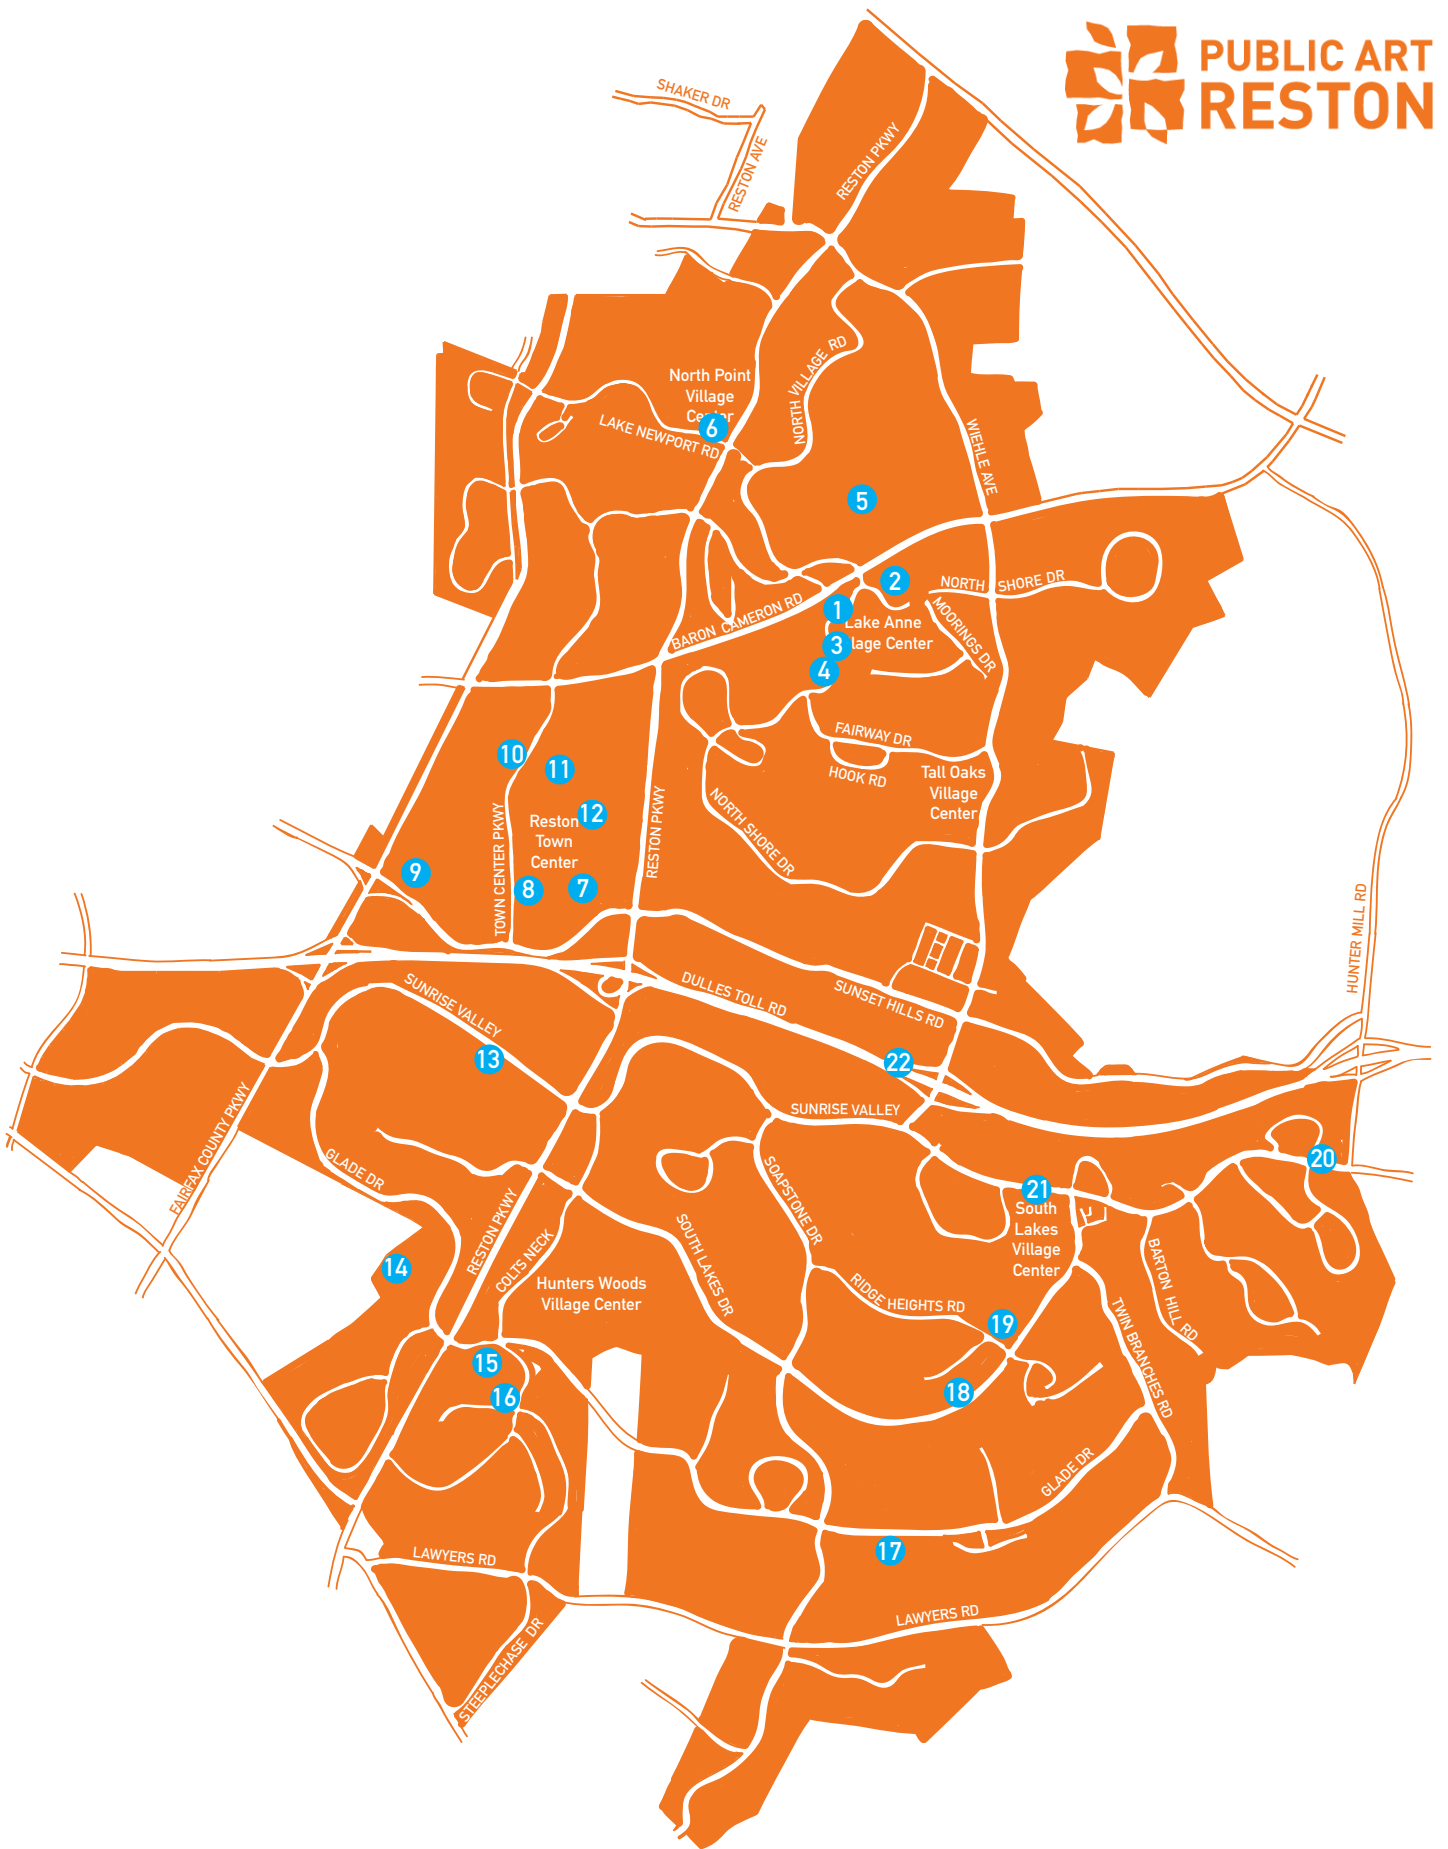 PUBLIC ART
RESTON
SHAKER DR
RESTON AVE
RESTON PKWY
North Point
Village
Center
6
NORTH VILLAGE RD
LAKE NEWPORT RD
WIEHLE AVE
5
2
NORTH SHORE DR
MOORINGS DR
1
BARON CAMERON RD
Lake Anne
3
lage Center
4
FAIRWAY DR
HOOK RD
Tall Oaks
Village
Center
10
11
12
Reston
Town
Center
TOWN CENTER PKWY
RESTON PKWY
NORTH SHORE DR
9
8
7
HUNTER MILL RD
SUNRISE VALLEY
DULLES TOLL RD
SUNSET HILLS RD
13
22
SUNRISE VALLEY
FAIRFAX COUNTY PKWY
GLADE DR
20
21
South
Lakes
Village
Center
SOAPSTONE DR
RESTON PKWY
COLTS NECK
SOUTH LAKES DR
14
Hunters Woods
Village Center
RIDGE HEIGHTS RD
BARTON HILL RD
TWIN BRANCHES RD
19
15
16
18
GLADE DR
17
LAWYERS RD
LAWYERS RD
STEEPLECHASE DR